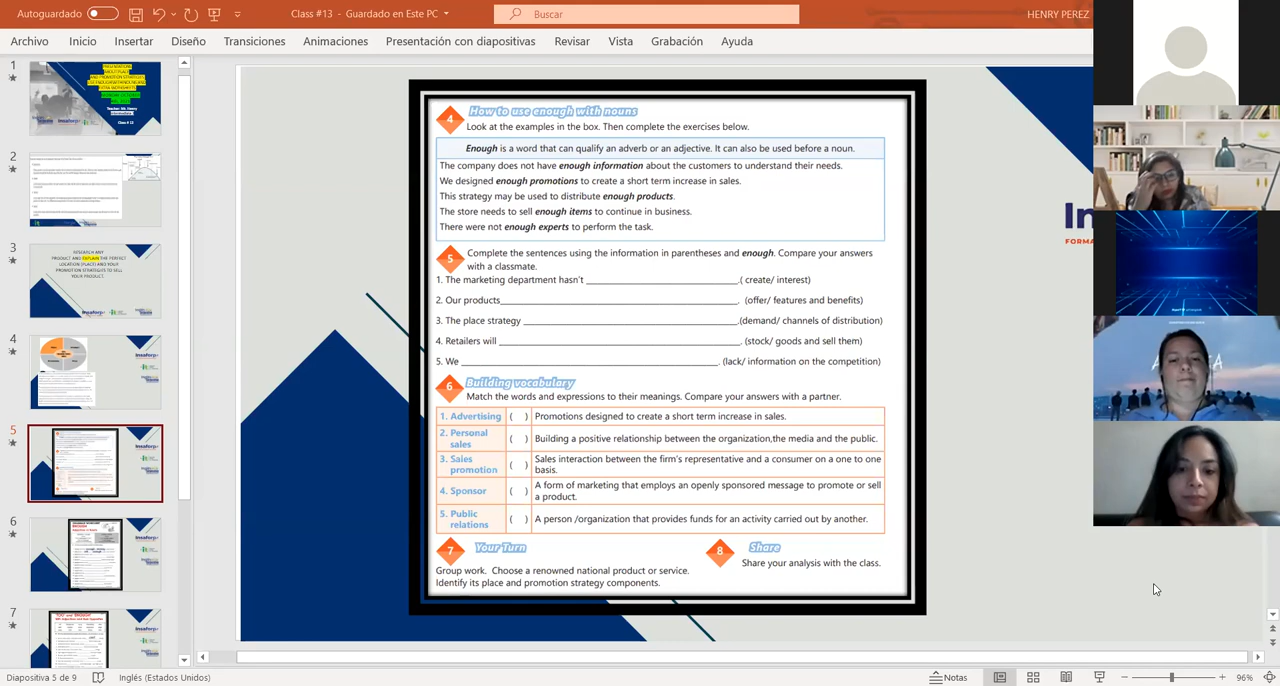 Autoguardado
Class #13 - Guardado en Este PC
Buscar
HENRY PEREZ
Archivo Inicio Insertar Diseño Transiciones Animaciones Presentación con diapositivas Revisar Vista Grabación Ayuda
1
2
3
RESEARCH ANY
PRODUCT AND EXPLAIN THE PERFECT
LOCATION (PLACE) AND YOUR
PROMOTION STRATEGIES TO SELL
YOUR PRODUCT.
4
5
6
7
4 How to use enough with nouns
Look at the examples in the box. Then complete the exercises below.
Enough is a word that can qualify an adverb or an adjective. It can also be used before a noun.
The company does not have enough information about the customers to understand their needs.
We designed enough promotions to create a short term increase in sales.
This strategy may be used to distribute enough products.
The store needs to sell enough items to continue in business.
There were not enough experts to perform the task.
5 Complete the sentences using the information in parentheses and enough. Compare your answers
with a classmate.
1. The marketing department hasn't ______________________________.( create/ interest)
2. Our products______________________________. (offer/ features and benefits)
3. The place strategy ______________________________.(demand/ channels of distribution)
4. Retailers will ______________________________. (stock/ goods and sell them)
5. We ______________________________. (lack/ information on the competition)
6 Building vocabulary
Match the words and expressions to their meanings. Compare your answers with a partner.
1. Advertising ( ) Promotions designed to create a short term increase in sales.
2. Personal
sales ) Building a positive relationship between the organization/the media and the public.
3. Sales
promotion ) Sales interaction between the firm's representative and a consumer on a one to one
basis.
4. Sponsor ) A form of marketing that employs an openly sponsored message to promote or sell
a product.
5. Public
relations ) A person /organization that provides funds for an activity carried out by another.
7 Your Turn
Group work. Choose a renowned national product or service.
Identify its place and promotion strategy components.
8 Share
Share your analysis with the class.
Diapositiva 5 de 9
Inglés (Estados Unidos)
Notas
96%